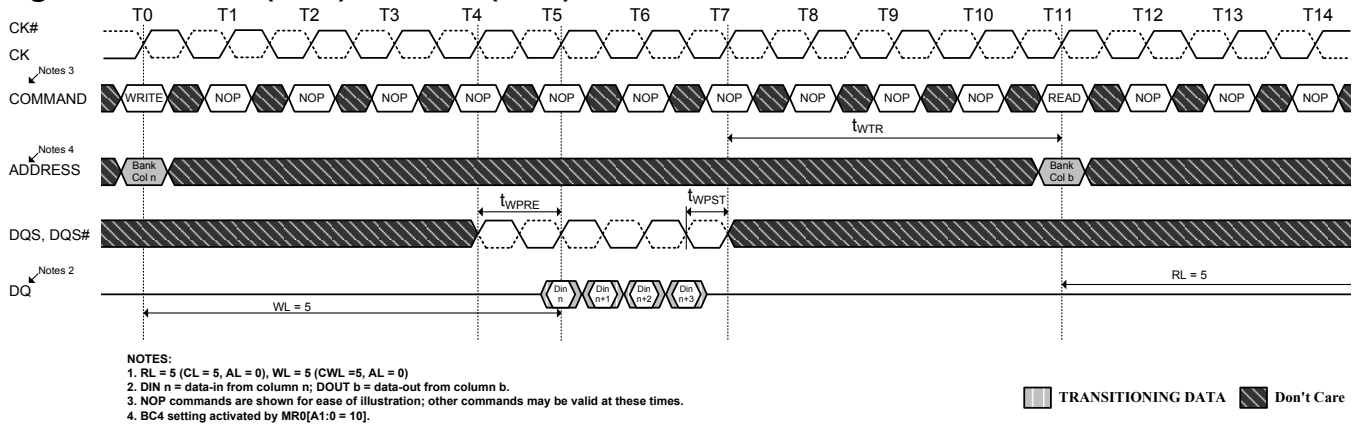 T0 T1 T2 T3 T4 T5 T6 T7 T8 T9 T10 T11 T12 T13 T14
CK#
CK
Notes 3
COMMAND WRITE NOP NOP NOP NOP NOP NOP NOP NOP NOP NOP READ NOP NOP NOP
tWTR
Notes 4
ADDRESS
Bank Bank
Col n Col b
tWPRE tWPST
DQS, DQS#
Notes 2
DQ
Din Din Din Din
n n+1 n+2 n+3
RL = 5
WL = 5
NOTES:
1. RL = 5 (CL = 5, AL = 0), WL = 5 (CWL =5, AL = 0)
2. DIN n = data-in from column n; DOUT b = data-out from column b.
3. NOP commands are shown for ease of illustration; other commands may be valid at these times.
4. BC4 setting activated by MR0[A1:0 = 10].
TRANSITIONING DATA Don't Care